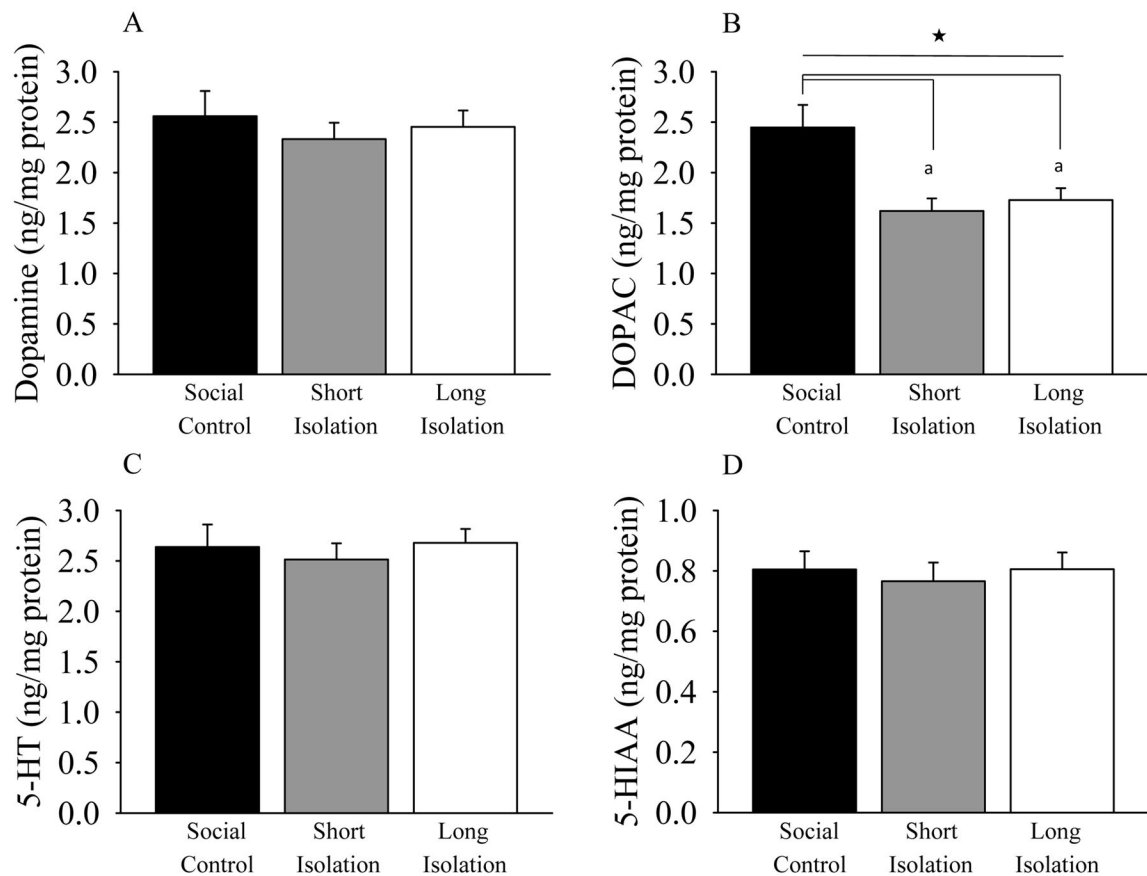 A
Dopamine (ng/mg protein)
3.0
2.5
2.0
1.5
1.0
0.5
0.0
Social
Control
Short
Isolation
Long
Isolation
B
★
DOPAC (ng/mg protein)
3.0
2.5
2.0
1.5
1.0
0.5
0.0
a
a
Social
Control
Short
Isolation
Long
Isolation
C
5-HT (ng/mg protein)
3.0
2.5
2.0
1.5
1.0
0.5
0.0
Social
Control
Short
Isolation
Long
Isolation
D
5-HIAA (ng/mg protein)
1.0
0.8
0.6
0.4
0.2
0.0
Social
Control
Short
Isolation
Long
Isolation